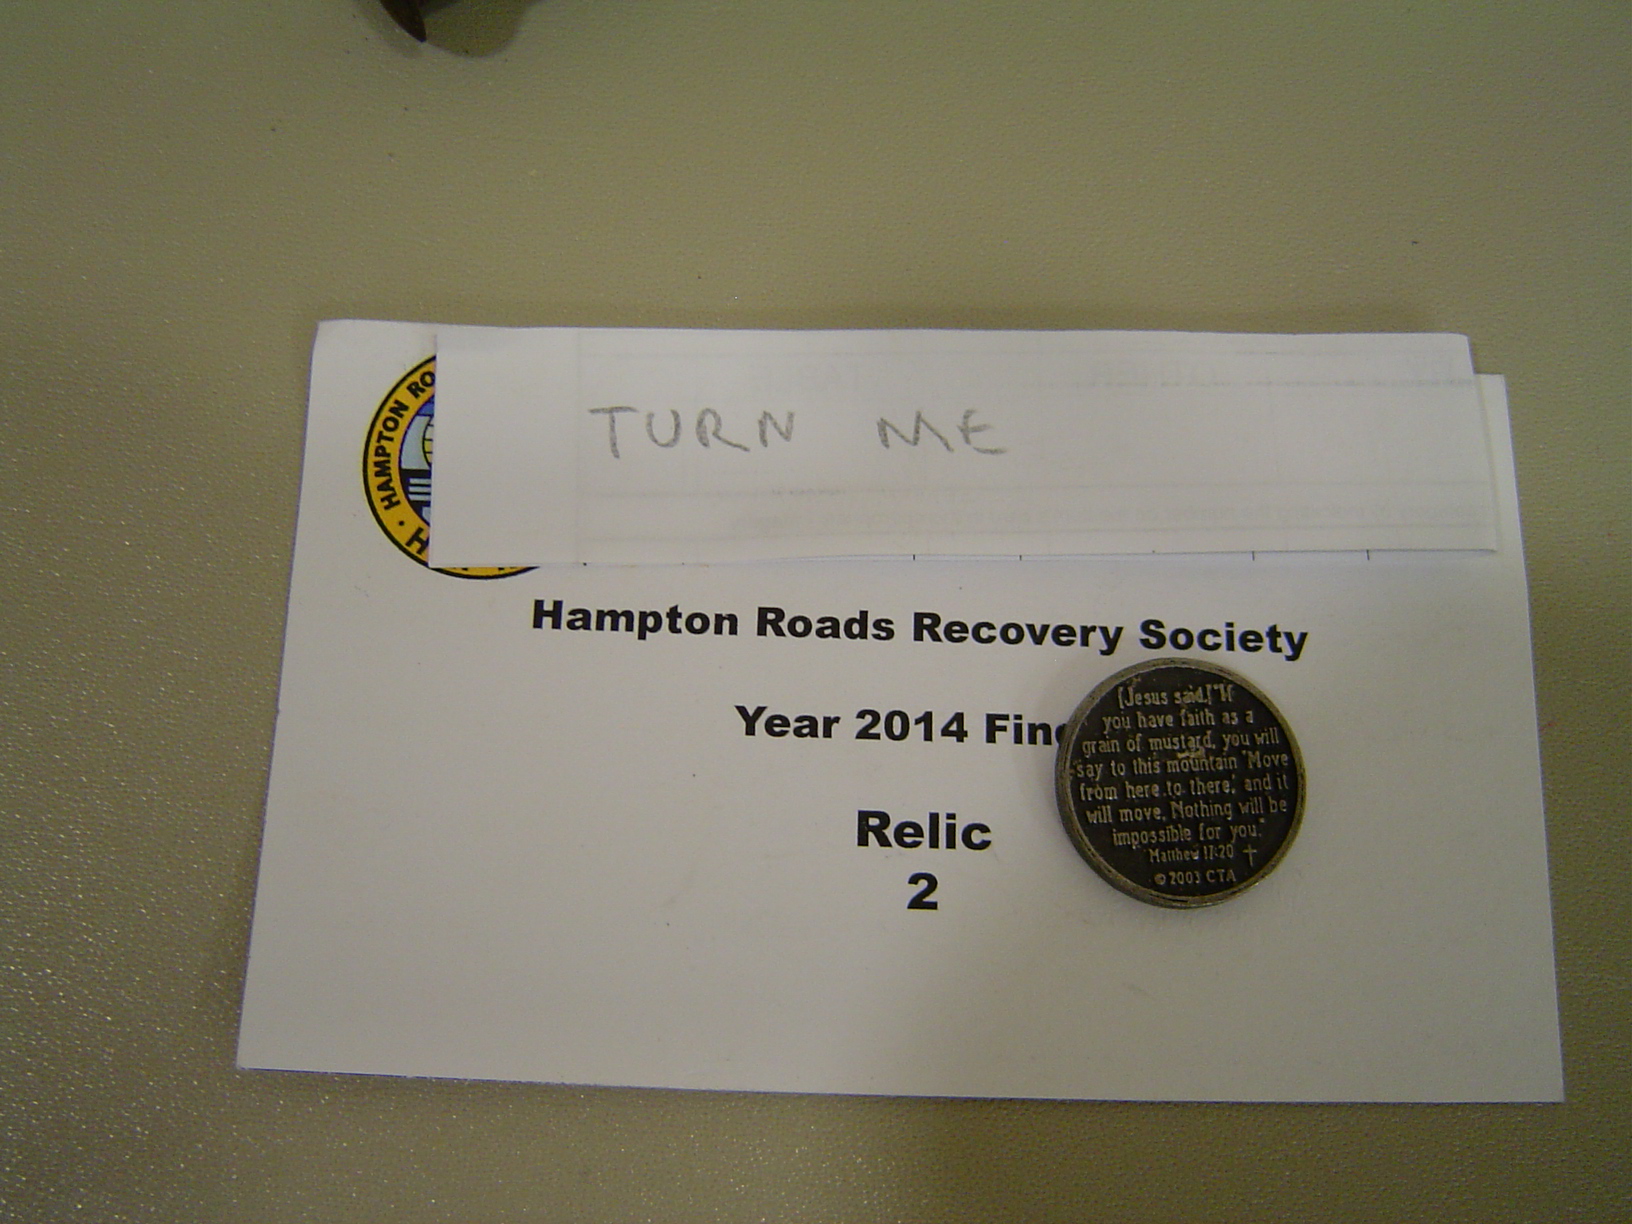 HAMPTON RO
TURN ME
Hampton Roads Recovery Society
Year 2014 Fin
Relic
2
[Jesus said,] "If
you have faith as a
grain of mustard, you will
say to this mountain 'Move
from here to there,' and it
will move. Nothing will be
impossible for you."
Matthew 17:20
© 2003 CTA